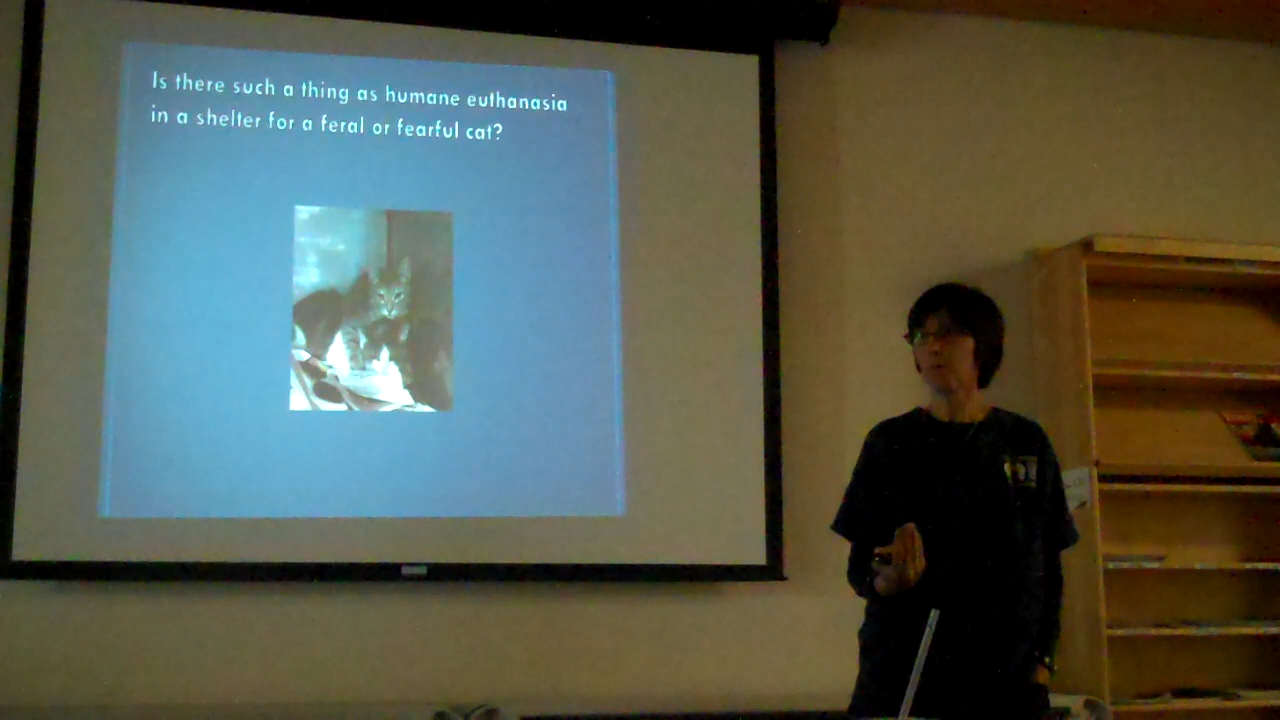 Is there such a thing as humane euthanasia
in a shelter for a feral or fearful cat?